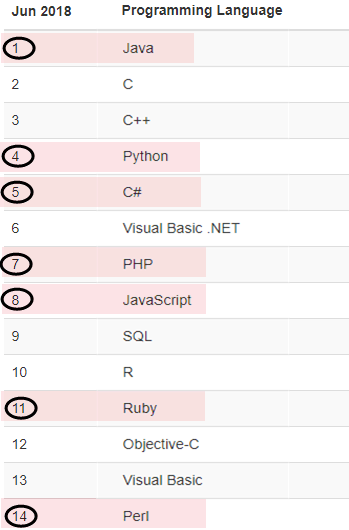 Jun 2018 Programming Language
1 Java
2 C
3 C++
4 Python
5 C#
6 Visual Basic .NET
7 PHP
8 JavaScript
9 SQL
10 R
11 Ruby
12 Objective-C
13 Visual Basic
14 Perl